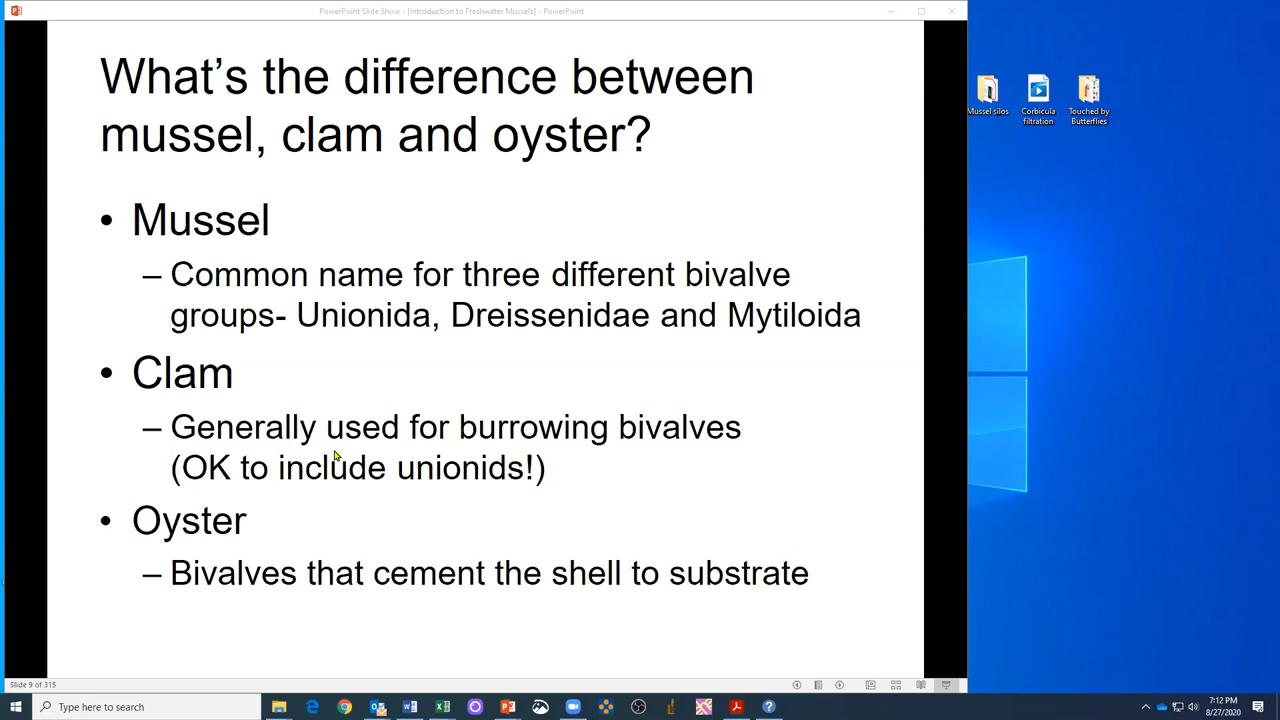 PowerPoint Slide Show - [Introduction to Freshwater Mussels] - PowerPoint
What's the difference between
mussel, clam and oyster?
• Mussel
– Common name for three different bivalve
groups- Unionida, Dreissenidae and Mytiloida
• Clam
– Generally used for burrowing bivalves
(OK to include unionids!)
• Oyster
– Bivalves that cement the shell to substrate
Mussel silos
Corbicula
filtration
Touched by
Butterflies
Slide 9 of 315
Type here to search
7:12 PM
8/27/2020